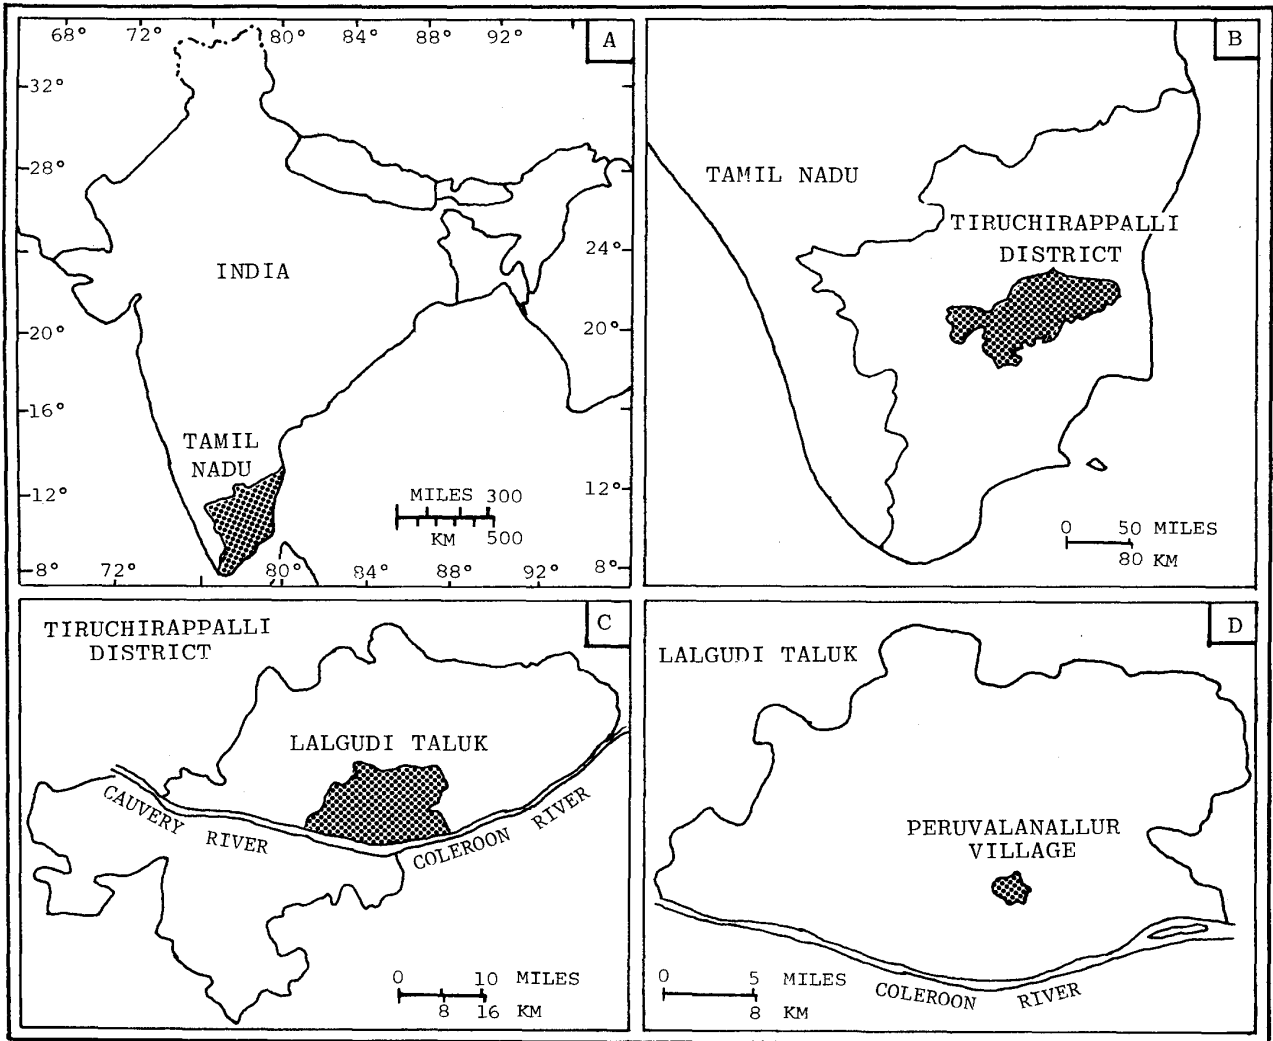 A
68° 72° 80° 84° 88° 92°
32°
28°
24°
20° 20°
16°
12° 12°
8° 8°
72° 80° 84° 88° 92°
INDIA
TAMIL
NADU
MILES 300
KM 500
B
TAMIL NADU
TIRUCHIRAPPALLI
DISTRICT
0 50 MILES
80 KM
C
TIRUCHIRAPPALLI
DISTRICT
LALGUDI TALUK
CAUVERY RIVER
COLEROON RIVER
0 10 MILES
8 16 KM
D
LALGUDI TALUK
PERUVALANALLUR
VILLAGE
COLEROON RIVER
0 5 MILES
8 KM